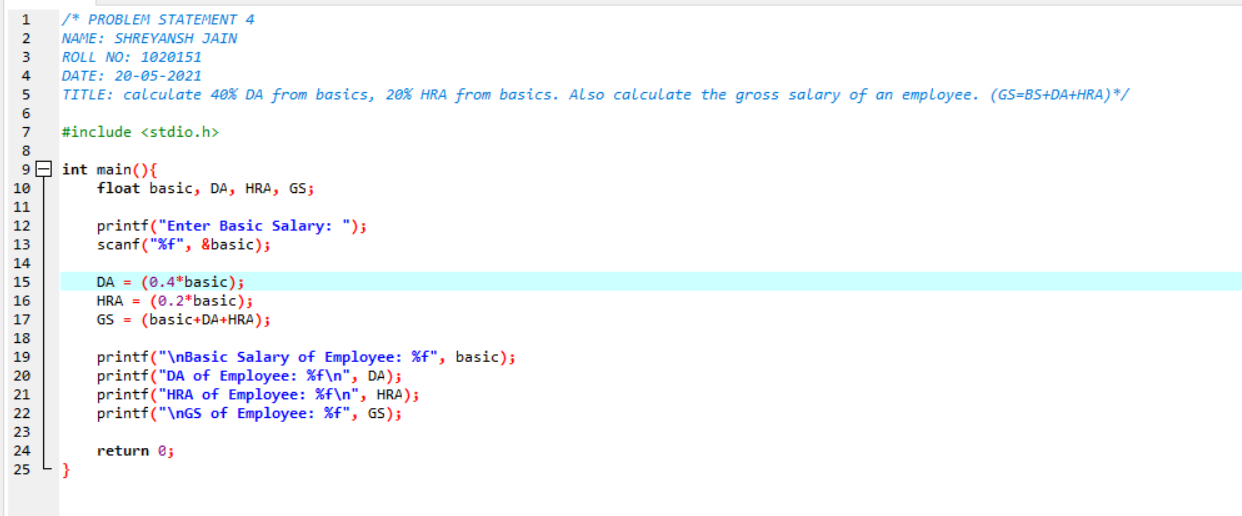 1 /* PROBLEM STATEMENT 4
2 NAME: SHREYANSH JAIN
3 ROLL NO: 1020151
4 DATE: 20-05-2021
5 TITLE: calculate 40% DA from basics, 20% HRA from basics. Also calculate the gross salary of an employee. (GS=BS+DA+HRA)*/
6
7 #include <stdio.h>
8
9 int main(){
10 float basic, DA, HRA, GS;
11
12 printf("Enter Basic Salary: ");
13 scanf("%f", &basic);
14
15 DA = (0.4*basic);
16 HRA = (0.2*basic);
17 GS = (basic+DA+HRA);
18
19 printf("\nBasic Salary of Employee: %f", basic);
20 printf("DA of Employee: %f\n", DA);
21 printf("HRA of Employee: %f\n", HRA);
22 printf("\nGS of Employee: %f", GS);
23
24 return 0;
25 }